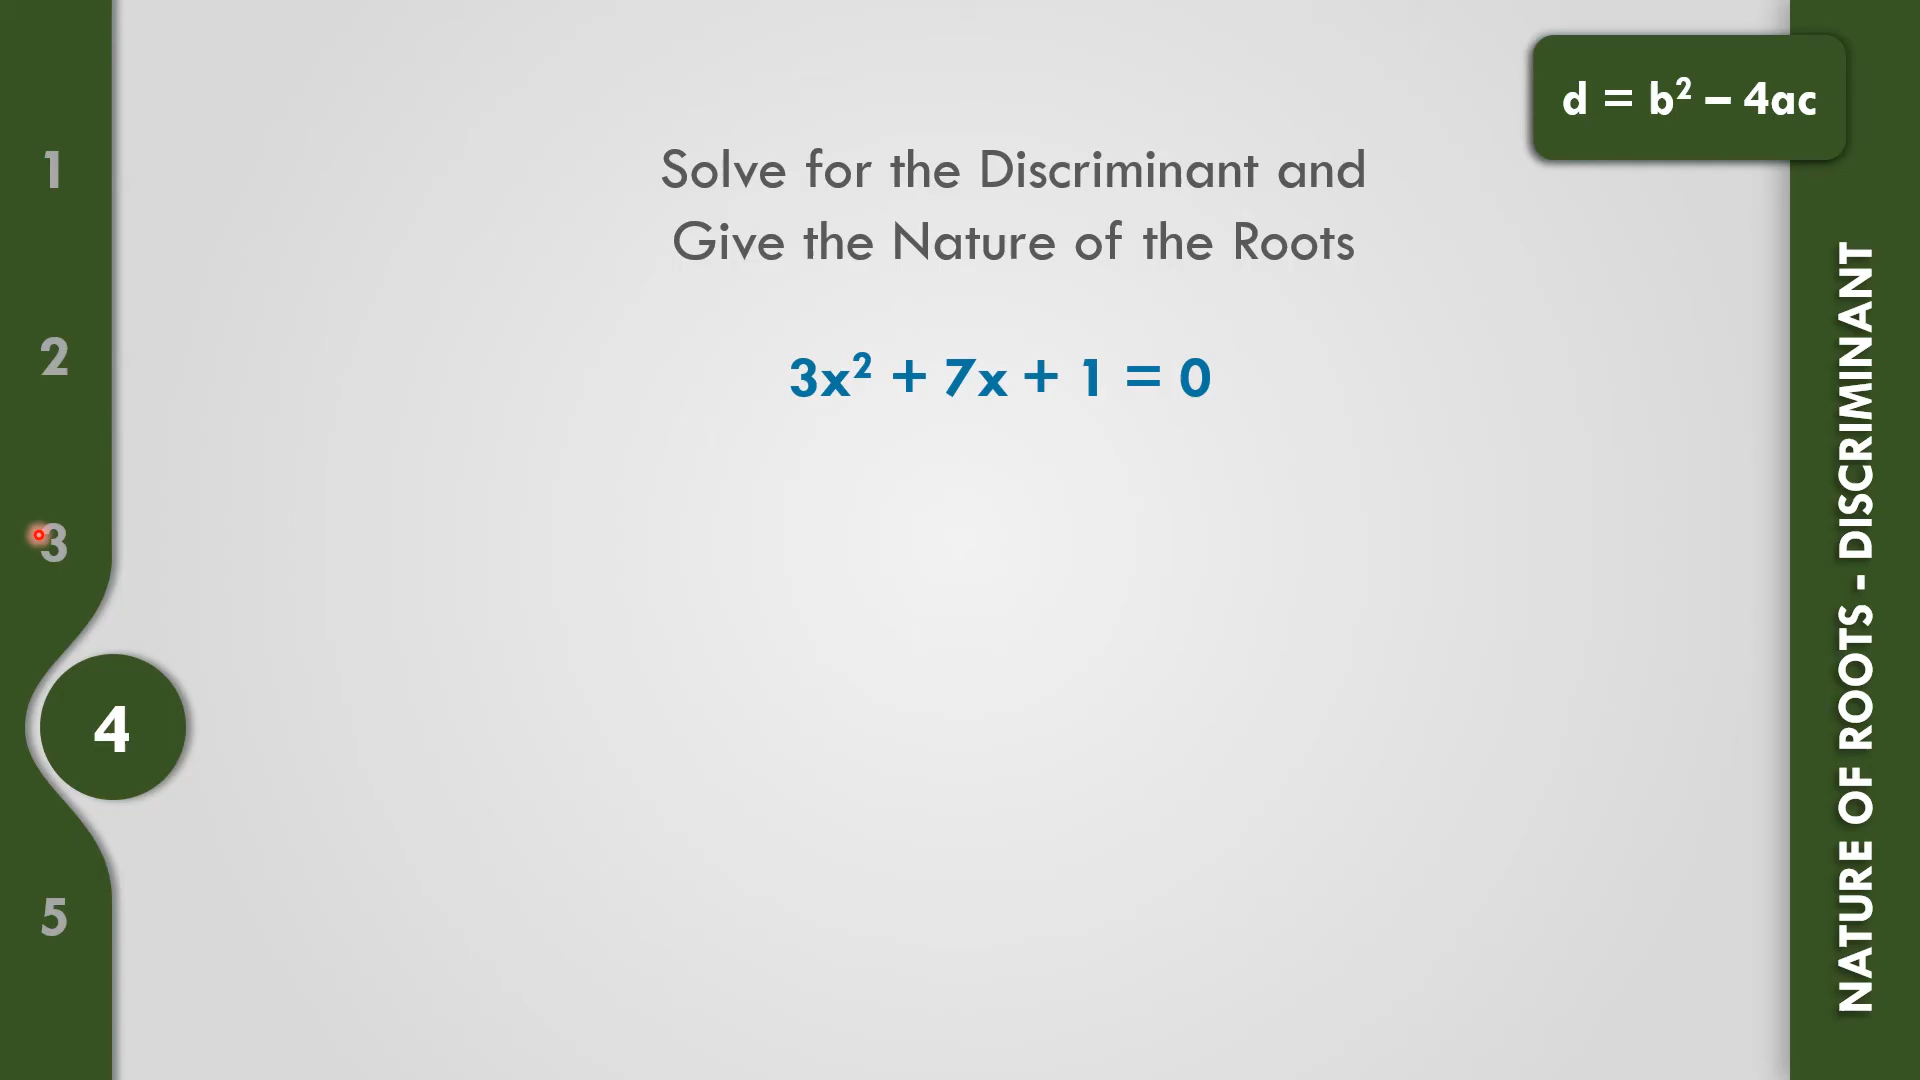 d = b² – 4ac
Solve for the Discriminant and
Give the Nature of the Roots
3x² + 7x + 1 = 0
1
2
3
4
5
NATURE OF ROOTS - DISCRIMINANT